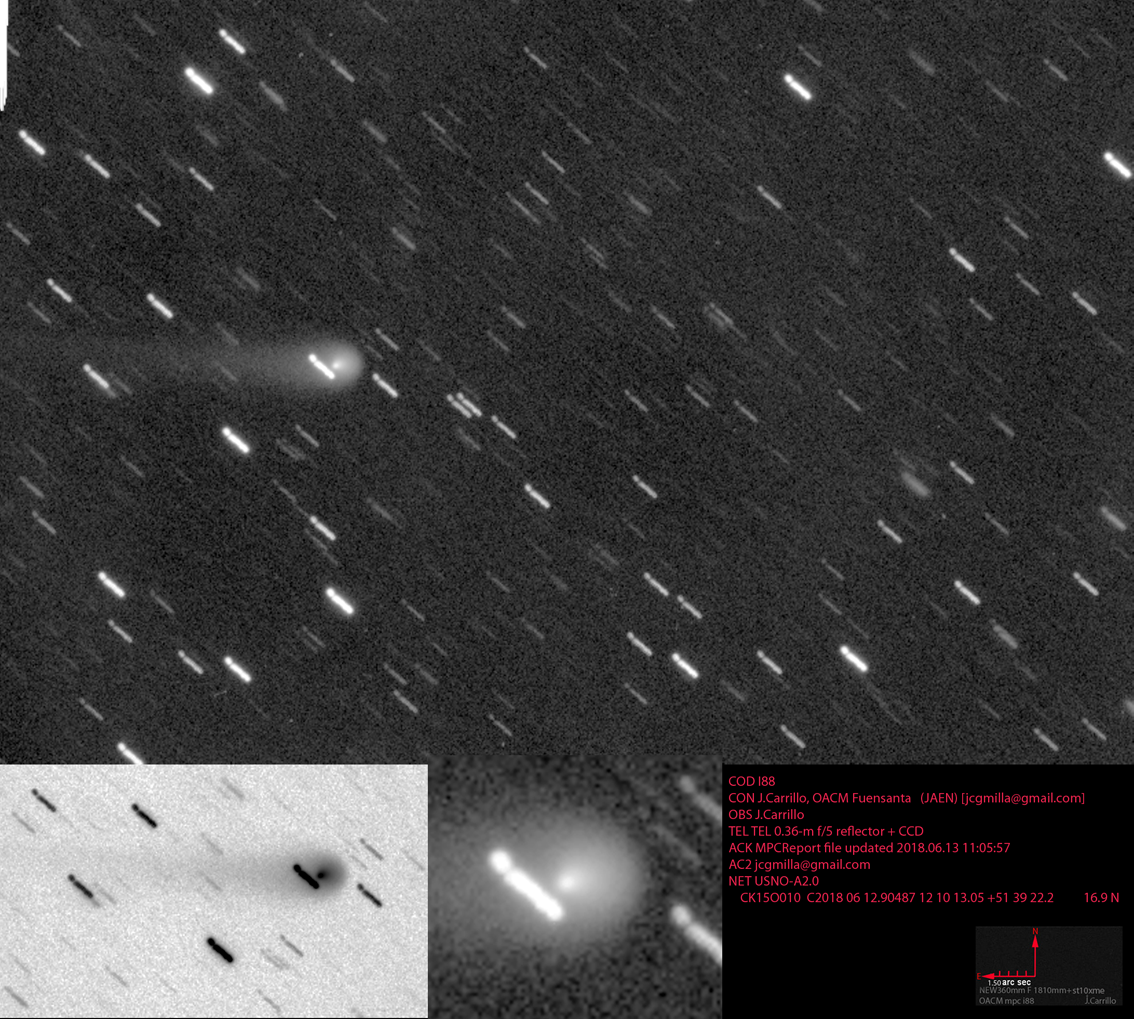 COD I88
CON J.Carrillo, OACM Fuensanta (JAEN) [jcgmilla@gmail.com]
OBS J.Carrillo
TEL TEL 0.36-m f/5 reflector + CCD
ACK MPCReport file updated 2018.06.13 11:05:57
AC2 jcgmilla@gmail.com
NET USNO-A2.0
CK15O010 C2018 06 12.90487 12 10 13.05 +51 39 22.2 16.9 N
N
E
1.50 arc sec
NEW360mm F 1810mm+st10xme
OACM mpc i88 J.Carrillo